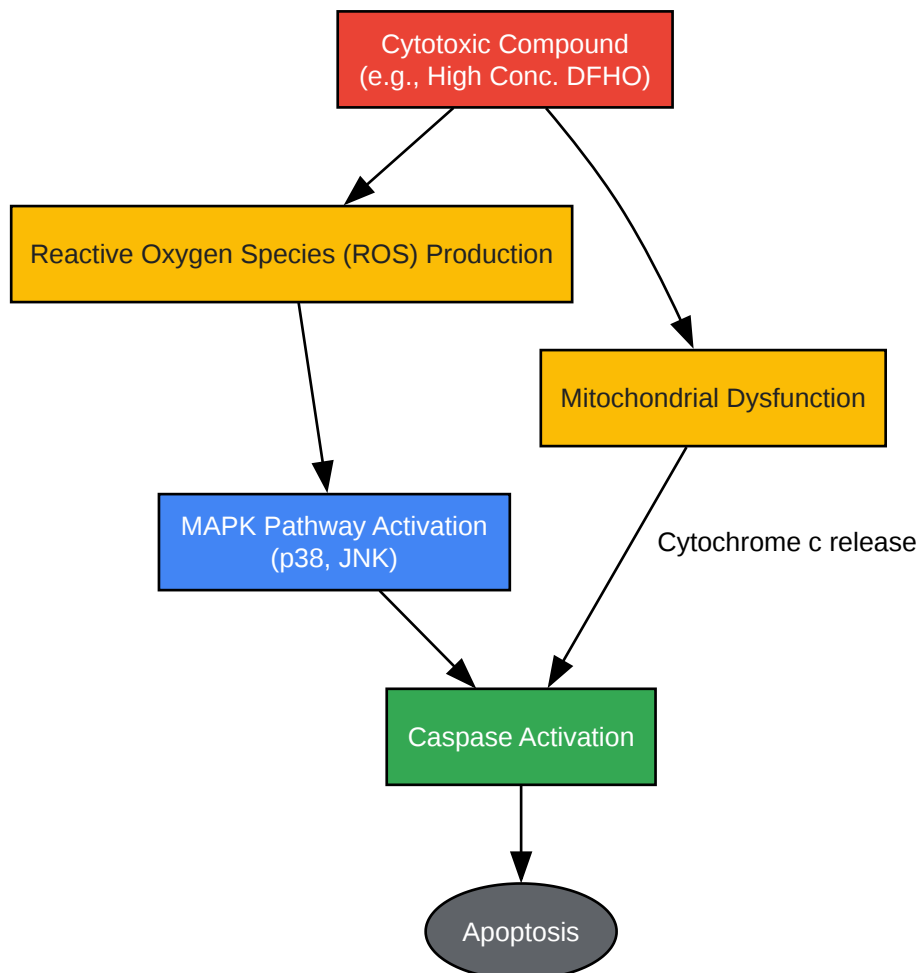 Cytotoxic Compound
(e.g., High Conc. DFHO)
Reactive Oxygen Species (ROS) Production
Mitochondrial Dysfunction
MAPK Pathway Activation
(p38, JNK)
Cytochrome c release
Caspase Activation
Apoptosis